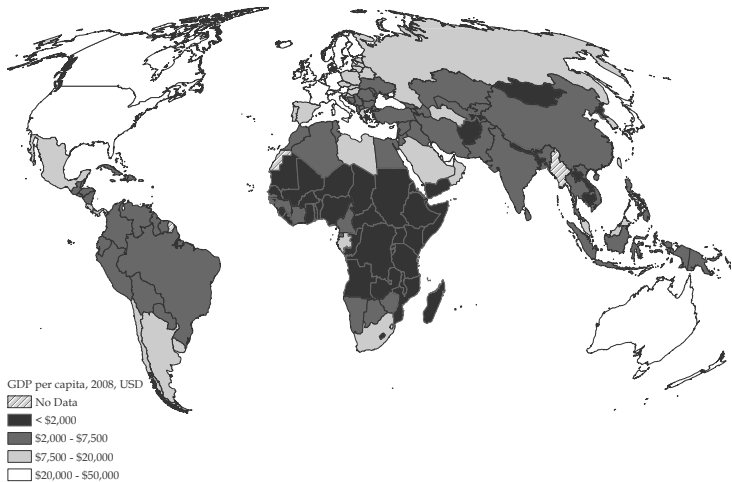 GDP per capita, 2008, USD
No Data
< $2,000
$2,000 - $7,500
$7,500 - $20,000
$20,000 - $50,000